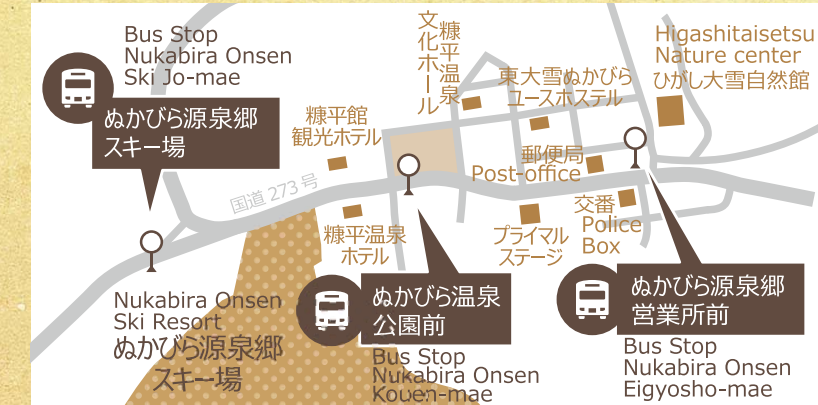 Bus Stop
Nukabira Onsen
Ski Jo-mae
ぬかびら源泉郷
スキー場
糠平館
観光ホテル
糠平温泉
文化ホール
東大雪ぬかびら
ユースホステル
Higashitaisetsu
Nature center
ひがし大雪自然館
郵便局
Post-office
交番
Police
Box
国道 273 号
糠平温泉
ホテル
プライマル
ステージ
Nukabira Onsen
Ski Resort
ぬかびら源泉郷
スキー場
ぬかびら温泉
公園前
Bus Stop
Nukabira Onsen
Kouen-mae
ぬかびら源泉郷
営業所前
Bus Stop
Nukabira Onsen
Eigyosho-mae